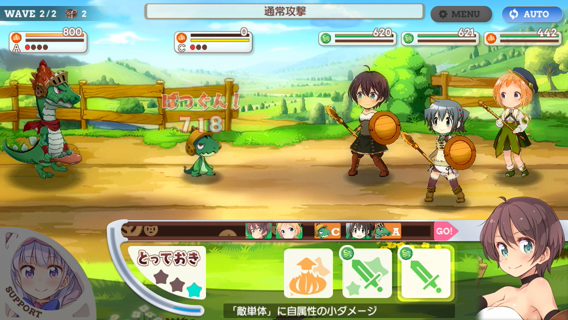 WAVE 2/2 2
通常攻撃
MENU
AUTO
A 800
C 0
620
621
442
ばつぐん!
718
C A GO!
とっておき
SUPPORT
「敵単体」に自属性の小ダメージ